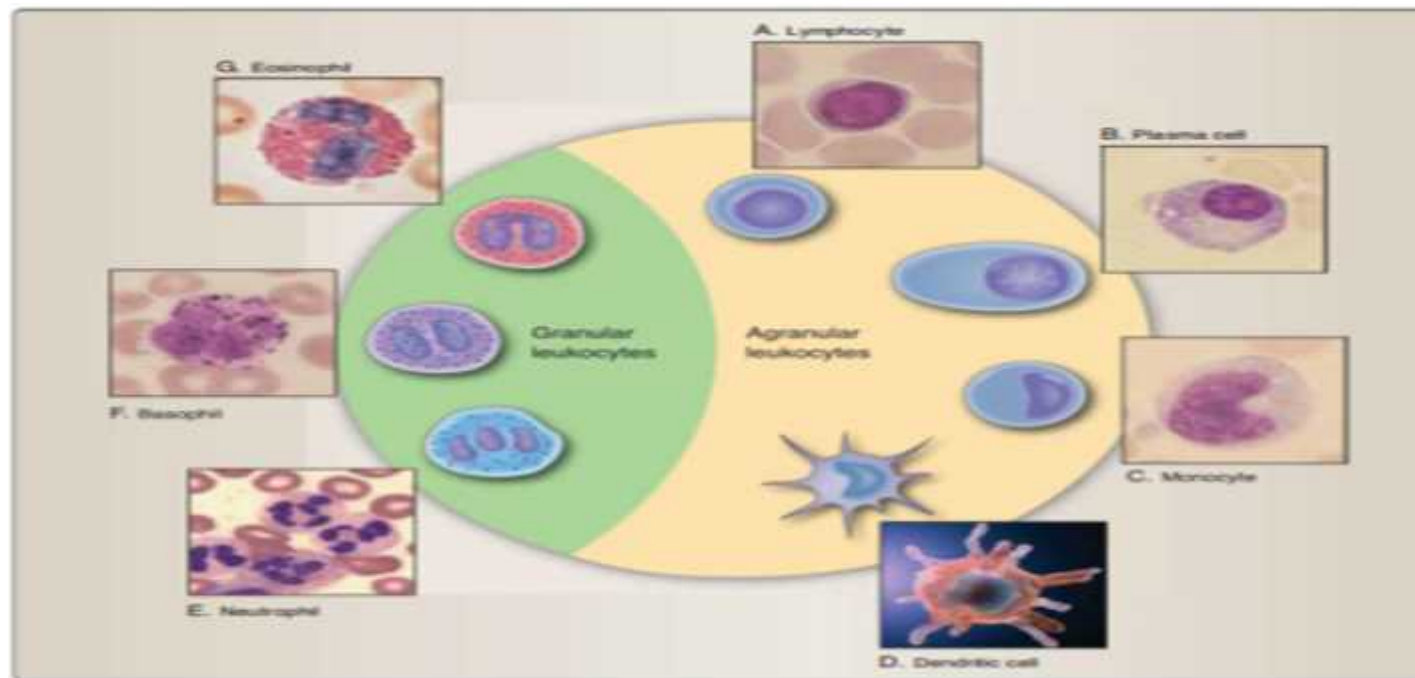 A. Lymphocyte
G. Eosinophil
B. Plasma cell
Granular
leukocytes
Agranular
leukocytes
F. Basophil
C. Monocyte
E. Neutrophil
D. Dendritic cell